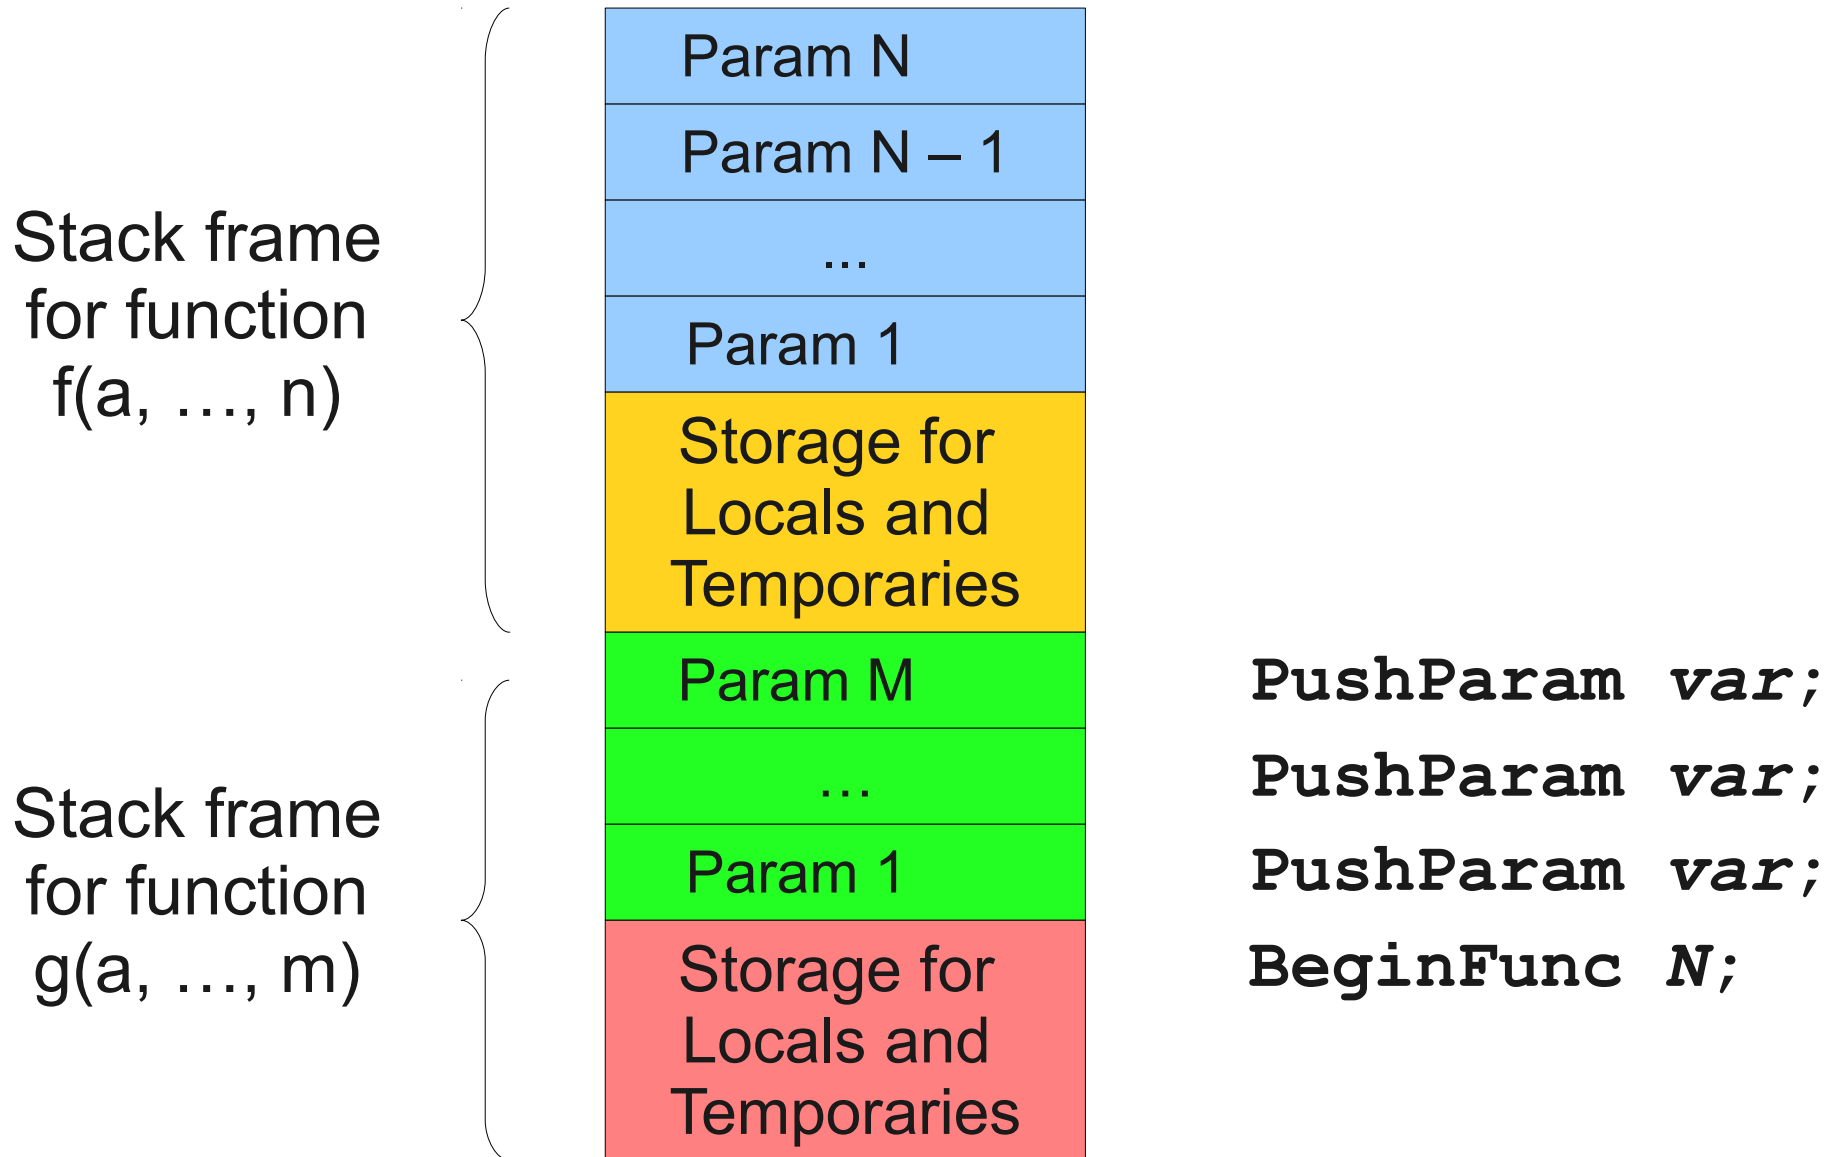 Param N
Param N – 1
...
Param 1
Stack frame
for function
f(a, …, n)
Storage for
Locals and
Temporaries
Param M
…
Param 1
Stack frame
for function
g(a, …, m)
Storage for
Locals and
Temporaries
PushParam var;
PushParam var;
PushParam var;
BeginFunc N;